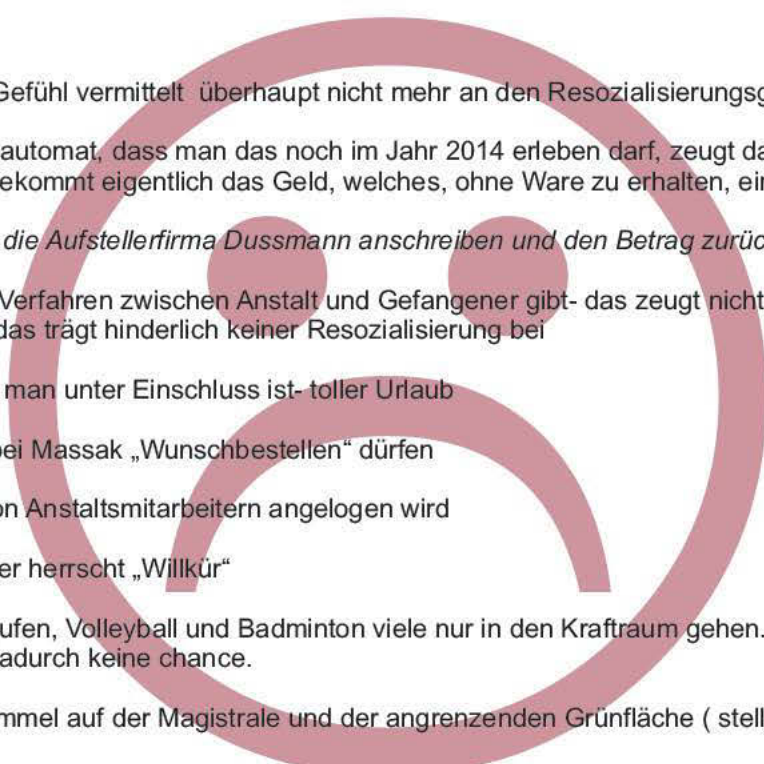 Gefühl vermittelt überhaupt nicht mehr an den Resozialisierungsg
automat, dass man das noch im Jahr 2014 erleben darf, zeugt da
ekommt eigentlich das Geld, welches, ohne Ware zu erhalten, ein
die Aufstellerfirma Dussmann anschreiben und den Betrag zurüc
Verfahren zwischen Anstalt und Gefangener gibt- das zeugt nicht
das trägt hinderlich keiner Resozialisierung bei
man unter Einschluss ist- toller Urlaub
bei Massak „Wunschbestellen“ dürfen
on Anstaltsmitarbeitern angelogen wird
er herrscht „Willkür“
ufen, Volleyball und Badminton viele nur in den Kraftraum gehen.
adurch keine chance.
mmel auf der Magistrale und der angrenzenden Grünfläche ( stell